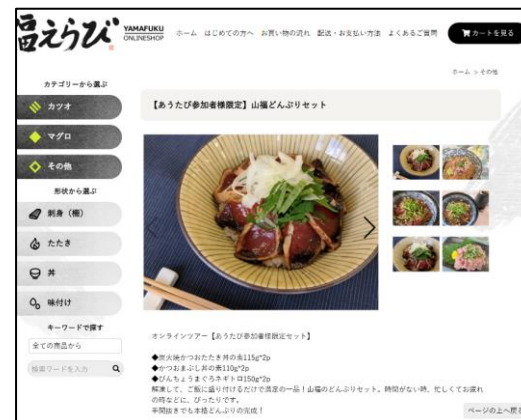 富えらび
YAMAFUKU
ONLINESHOP
ホーム はじめての方へ お買い物の流れ 配送・お支払い方法 よくあるご質問
カートを見る
ホーム > その他
カテゴリーから選ぶ
カツオ
マグロ
その他
形状から選ぶ
刺身（柵）
たたき
丼
味付け
キーワードで探す
全ての商品から
検索ワードを入力
【あうたび参加者様限定】山福どんぶりセット
オンラインツアー【あうたび参加者様限定セット】
◆炭火焼かつおたたき丼の素115g*2p
◆かつおまぶし丼の素110g*2p
◆びんちょうまぐろネギトロ150g*2p
解凍して、ご飯に盛り付けるだけで満足の一品！山福のどんぶりセット。時間がない時、忙しくてお疲れ
の時などに、ぴったりです。
手間抜きでも本格どんぶりの完成！
ページの上へ戻る